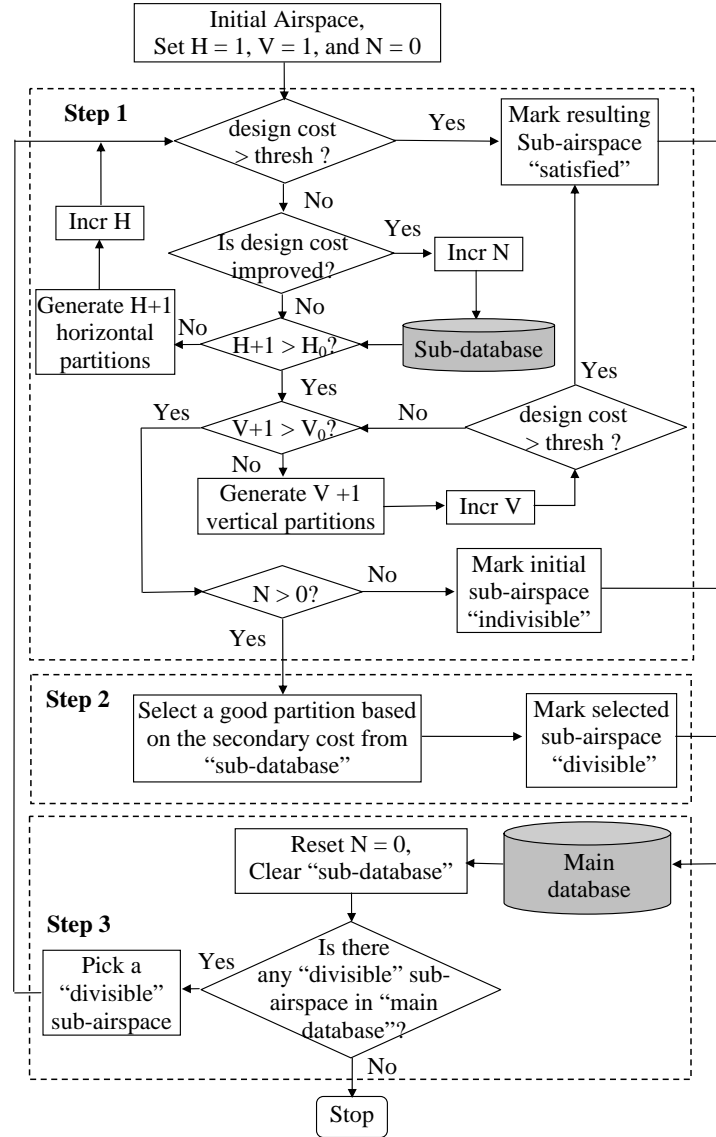 Initial Airspace,
Set H = 1, V = 1, and N = 0
Step 1
design cost
> thresh ?
Yes
Mark resulting
Sub-airspace
“satisfied”
No
Incr H
Is design cost
improved?
Yes
Incr N
No
Generate H+1
horizontal
partitions
No
H+1 > H0?
Sub-database
Yes
Yes
Yes
V+1 > V0?
No
design cost
> thresh ?
No
Generate V +1
vertical partitions
Incr V
N > 0?
No
Mark initial
sub-airspace
“indivisible”
Yes
Step 2
Select a good partition based
on the secondary cost from
“sub-database”
Mark selected
sub-airspace
“divisible”
Reset N = 0,
Clear “sub-database”
Main
database
Step 3
Pick a
“divisible”
sub-airspace
Yes
Is there
any “divisible” sub-
airspace in “main
database”?
No
Stop